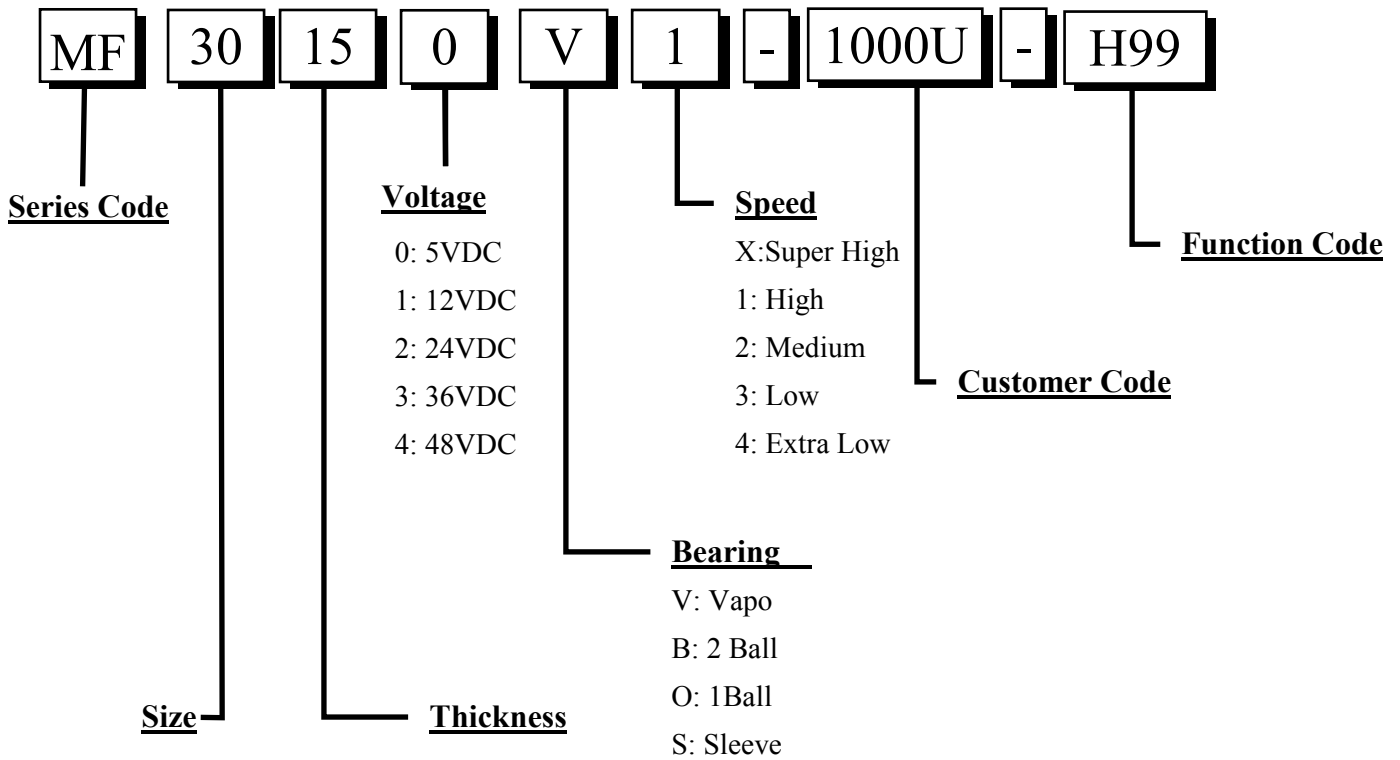 MF 30 15 0 V 1 - 1000U - H99
Series Code
Voltage
0: 5VDC
1: 12VDC
2: 24VDC
3: 36VDC
4: 48VDC
Speed
X:Super High
1: High
2: Medium
3: Low
4: Extra Low
Function Code
Customer Code
Bearing
V: Vapo
B: 2 Ball
O: 1Ball
S: Sleeve
Size
Thickness